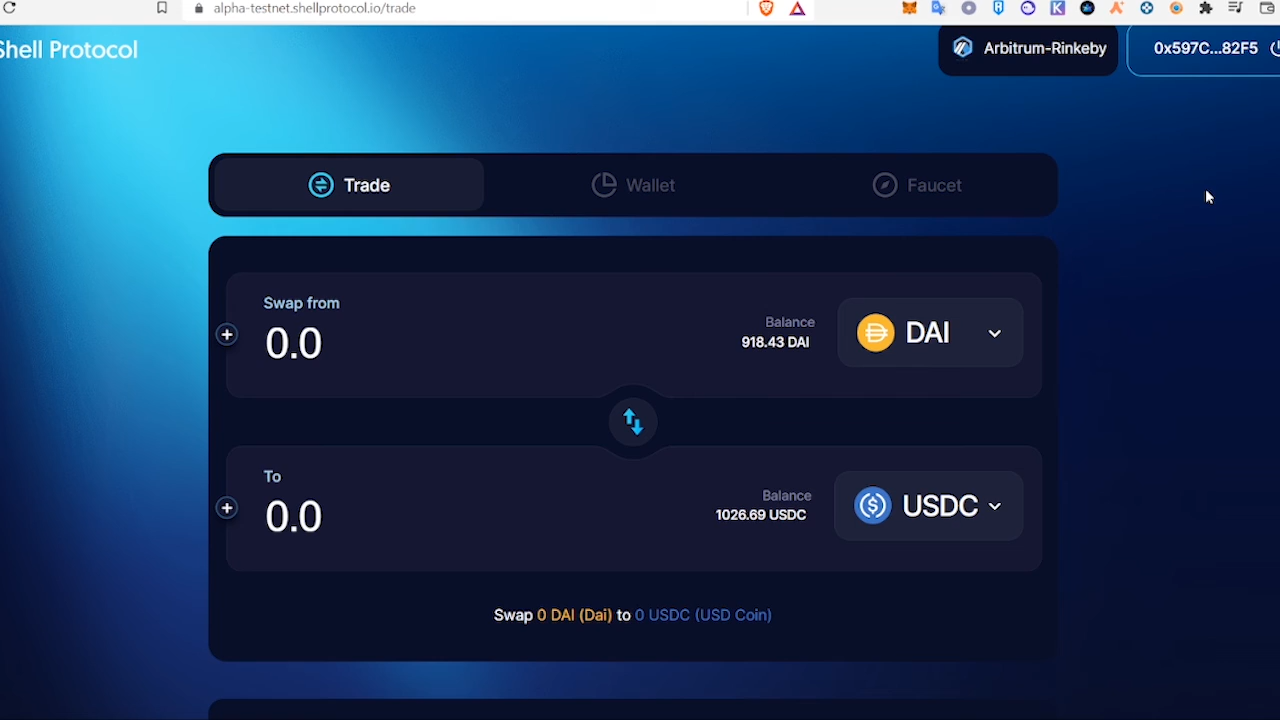 alpha-testnet.shellprotocol.io/trade
Shell Protocol
Arbitrum-Rinkeby
0x597C...82F5
Trade
Wallet
Faucet
Swap from
0.0
Balance
918.43 DAI
DAI
To
0.0
Balance
1026.69 USDC
USDC
Swap 0 DAI (Dai) to 0 USDC (USD Coin)